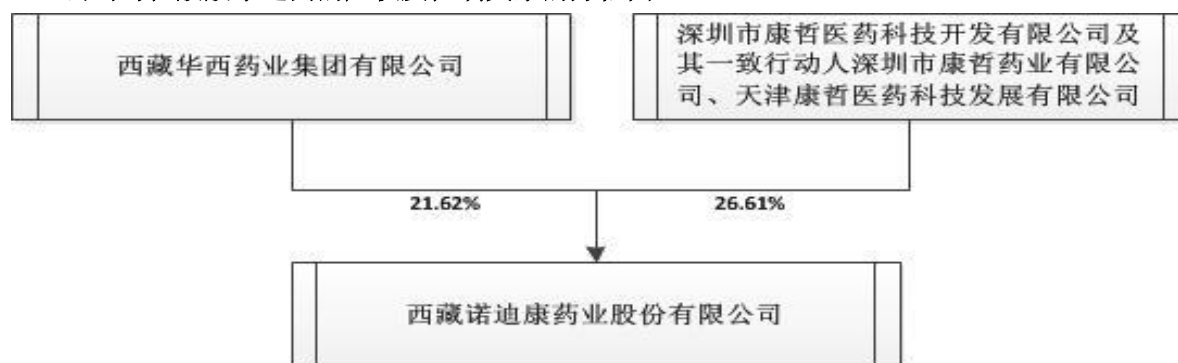 西藏华西药业集团有限公司
深圳市康哲医药科技开发有限公司及
其一致行动人深圳市康哲药业有限公
司、天津康哲医药科技发展有限公司
21.62%
26.61%
西藏诺迪康药业股份有限公司